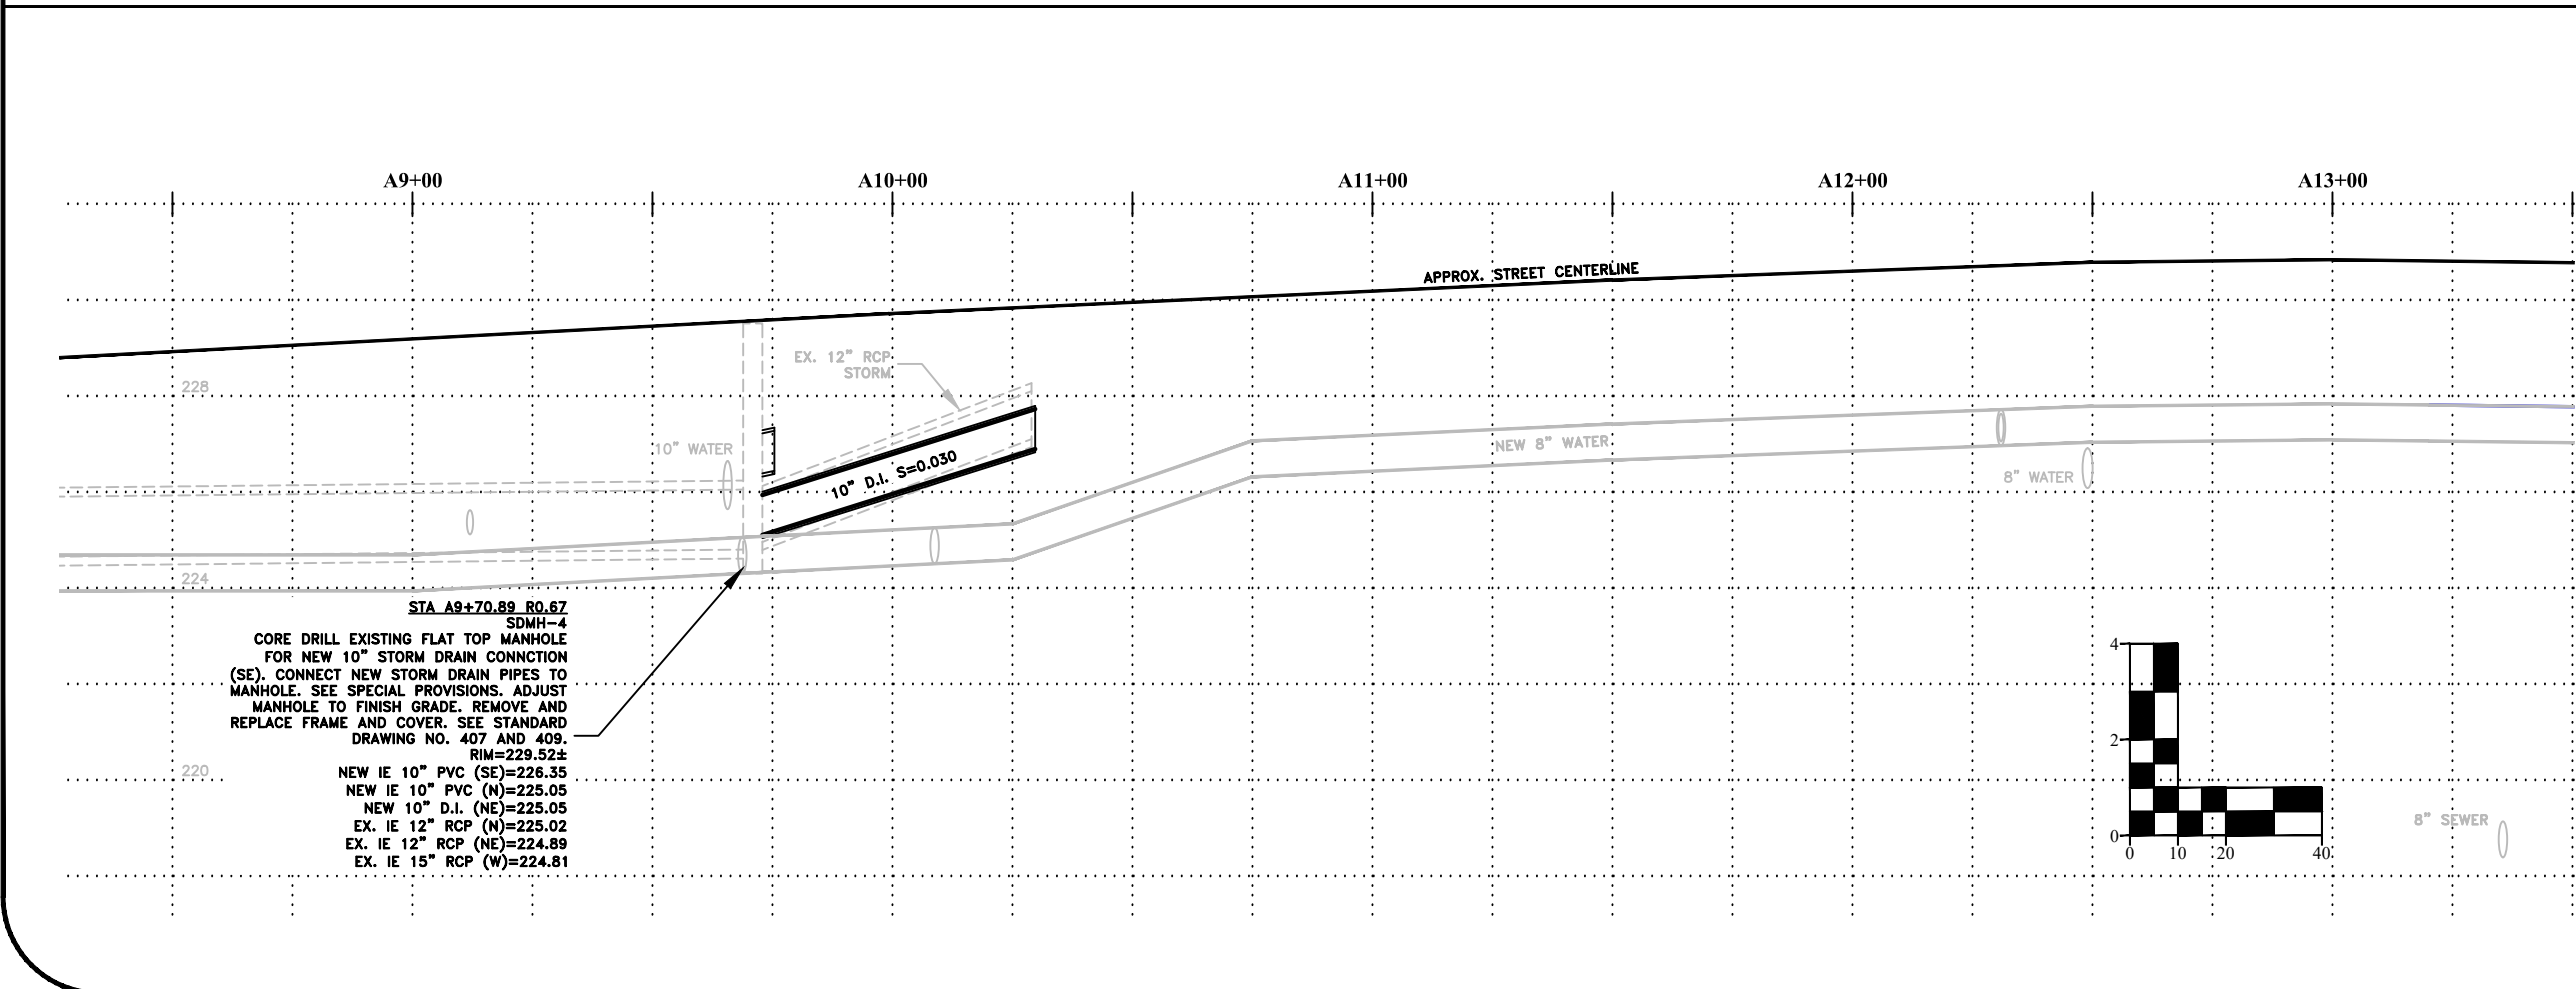 A9+00
A10+00
A11+00
A12+00
A13+00
APPROX. STREET CENTERLINE
EX. 12" RCP
STORM
228
10" WATER
10" D.I. S=0.030
NEW 8" WATER
8" WATER
224
STA A9+70.89 R0.67
SDMH-4
CORE DRILL EXISTING FLAT TOP MANHOLE
FOR NEW 10" STORM DRAIN CONNCTION
(SE). CONNECT NEW STORM DRAIN PIPES TO
MANHOLE. SEE SPECIAL PROVISIONS. ADJUST
MANHOLE TO FINISH GRADE. REMOVE AND
REPLACE FRAME AND COVER. SEE STANDARD
DRAWING NO. 407 AND 409.
RIM=229.52±
NEW IE 10" PVC (SE)=226.35
NEW IE 10" PVC (N)=225.05
NEW 10" D.I. (NE)=225.05
EX. IE 12" RCP (N)=225.02
EX. IE 12" RCP (NE)=224.89
EX. IE 15" RCP (W)=224.81
220
4
2
0
0 10 20 40
8" SEWER